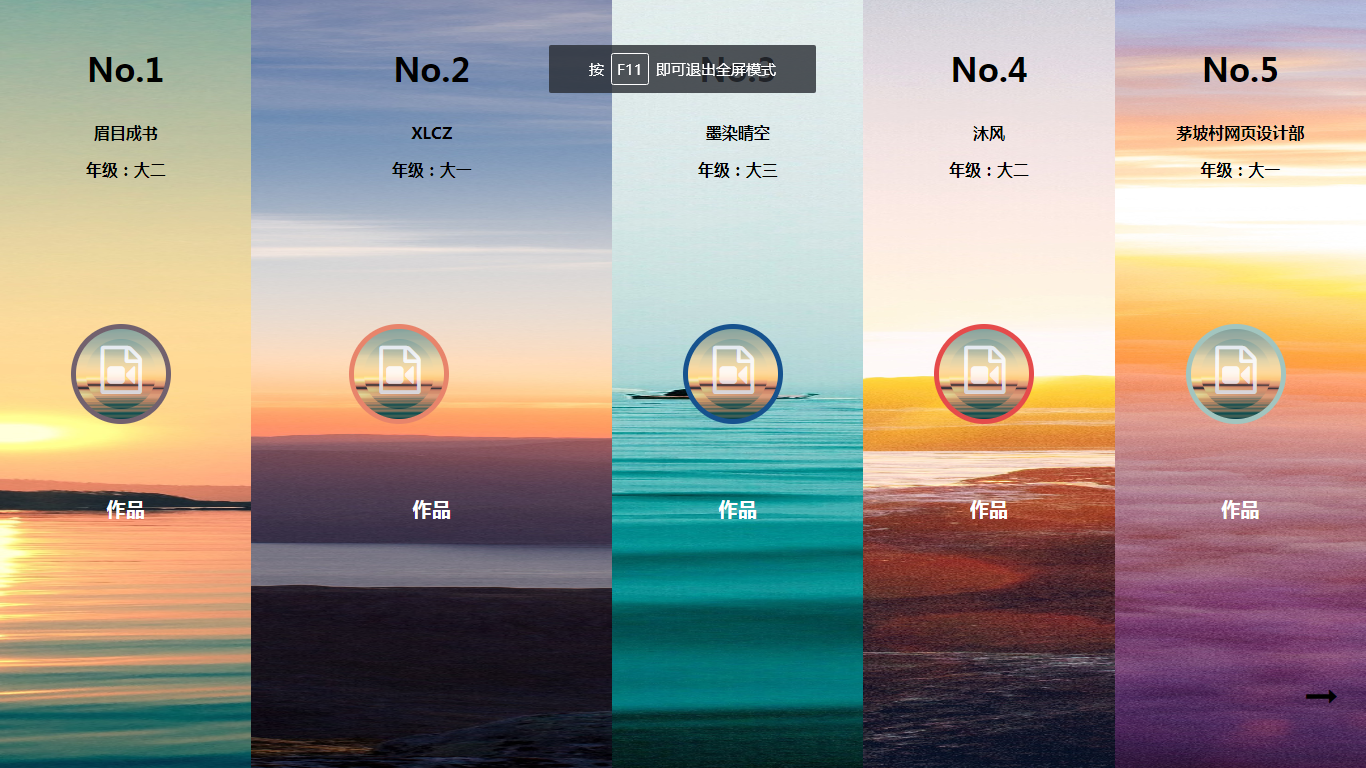 No.1
眉目成书
年级：大二
作品
No.2
XLCZ
年级：大一
作品
按 F11 即可退出全屏模式
No.3
墨染晴空
年级：大三
作品
No.4
沐风
年级：大二
作品
No.5
茅坡村网页设计部
年级：大一
作品